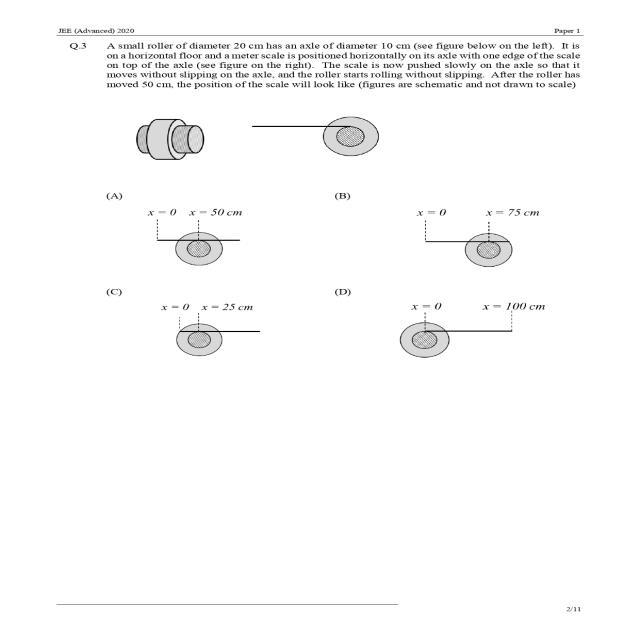 JEE (Advanced) 2020 Paper 1
Q.3 A small roller of diameter 20 cm has an axle of diameter 10 cm (see figure below on the left). It is
on a horizontal floor and a meter scale is positioned horizontally on its axle with one edge of the scale
on top of the axle (see figure on the right). The scale is now pushed slowly on the axle so that it
moves without slipping on the axle, and the roller starts rolling without slipping. After the roller has
moved 50 cm, the position of the scale will look like (figures are schematic and not drawn to scale)
(A) (B)
x = 0 x = 50 cm x = 0 x = 75 cm
(C) (D)
x = 0 x = 25 cm x = 0 x = 100 cm
2/11